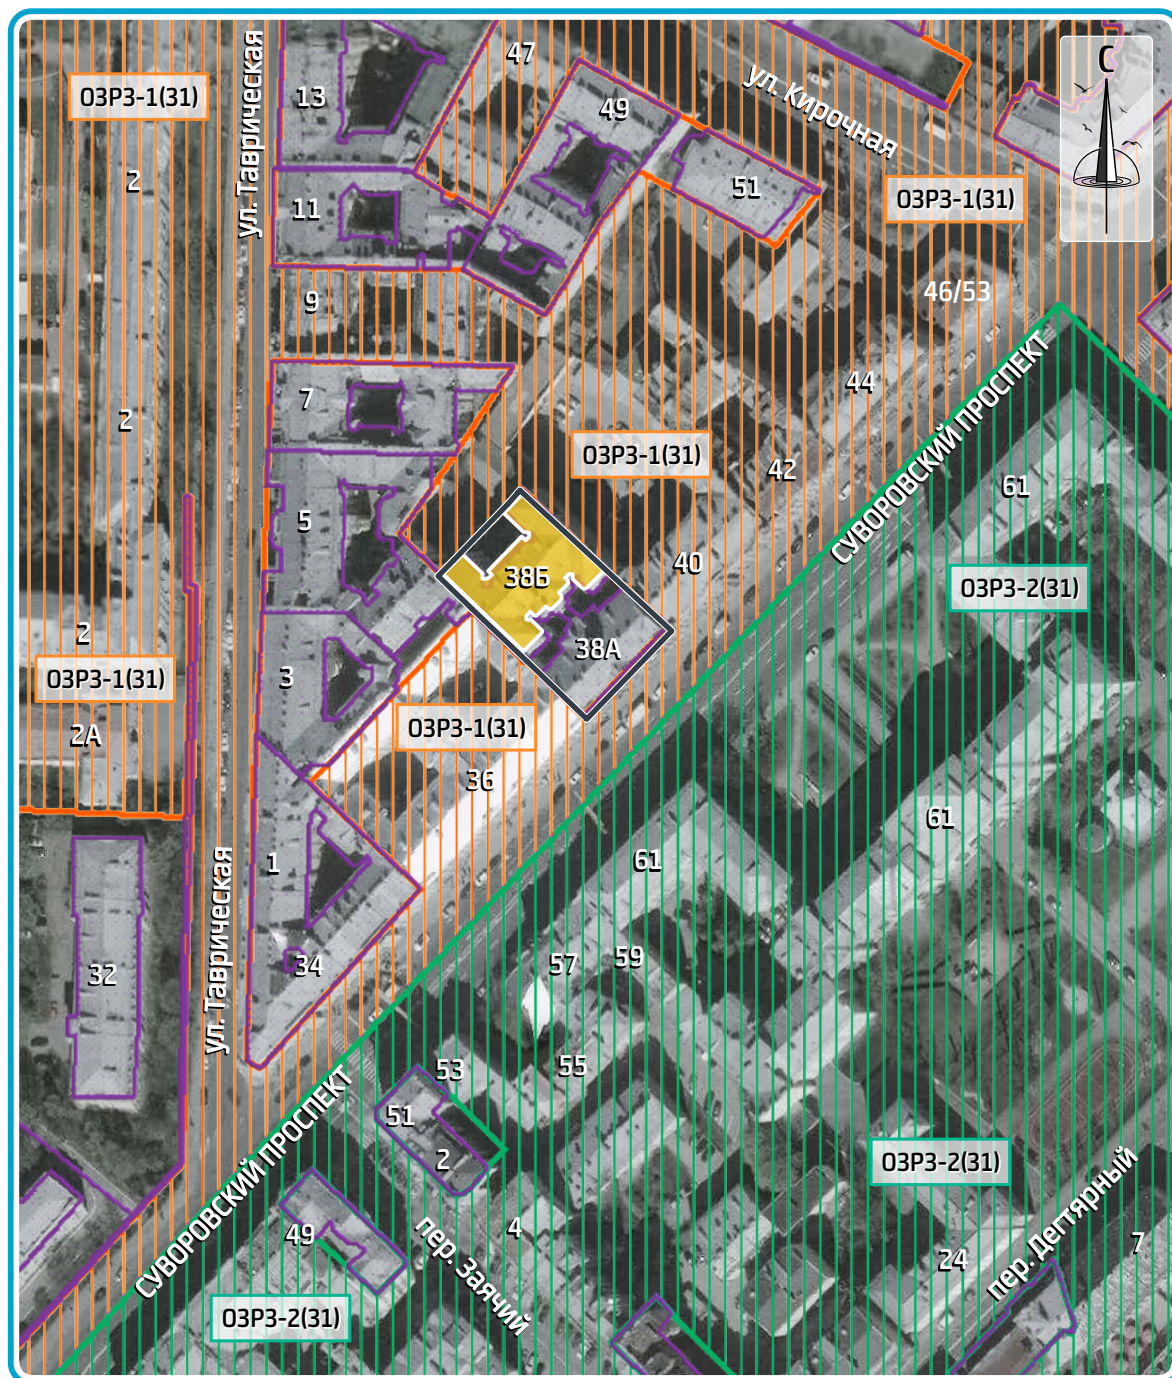 С
47
ОЗРЗ-1(31)
13
49
ул. Кирочная
ул. Таврическая
2
51
ОЗРЗ-1(31)
11
46/53
9
44
7
2
ОЗРЗ-1(31)
42
СУВОРОВСКИЙ ПРОСПЕКТ
61
5
40
38Б
ОЗРЗ-2(31)
2
38А
ОЗРЗ-1(31)
3
2А
ОЗРЗ-1(31)
36
61
1
61
ул. Таврическая
32
34
57
59
53
55
51
2
СУВОРОВСКИЙ ПРОСПЕКТ
ОЗРЗ-2(31)
49
4
пер. Заячий
24
пер. Дегтярный
7
ОЗРЗ-2(31)